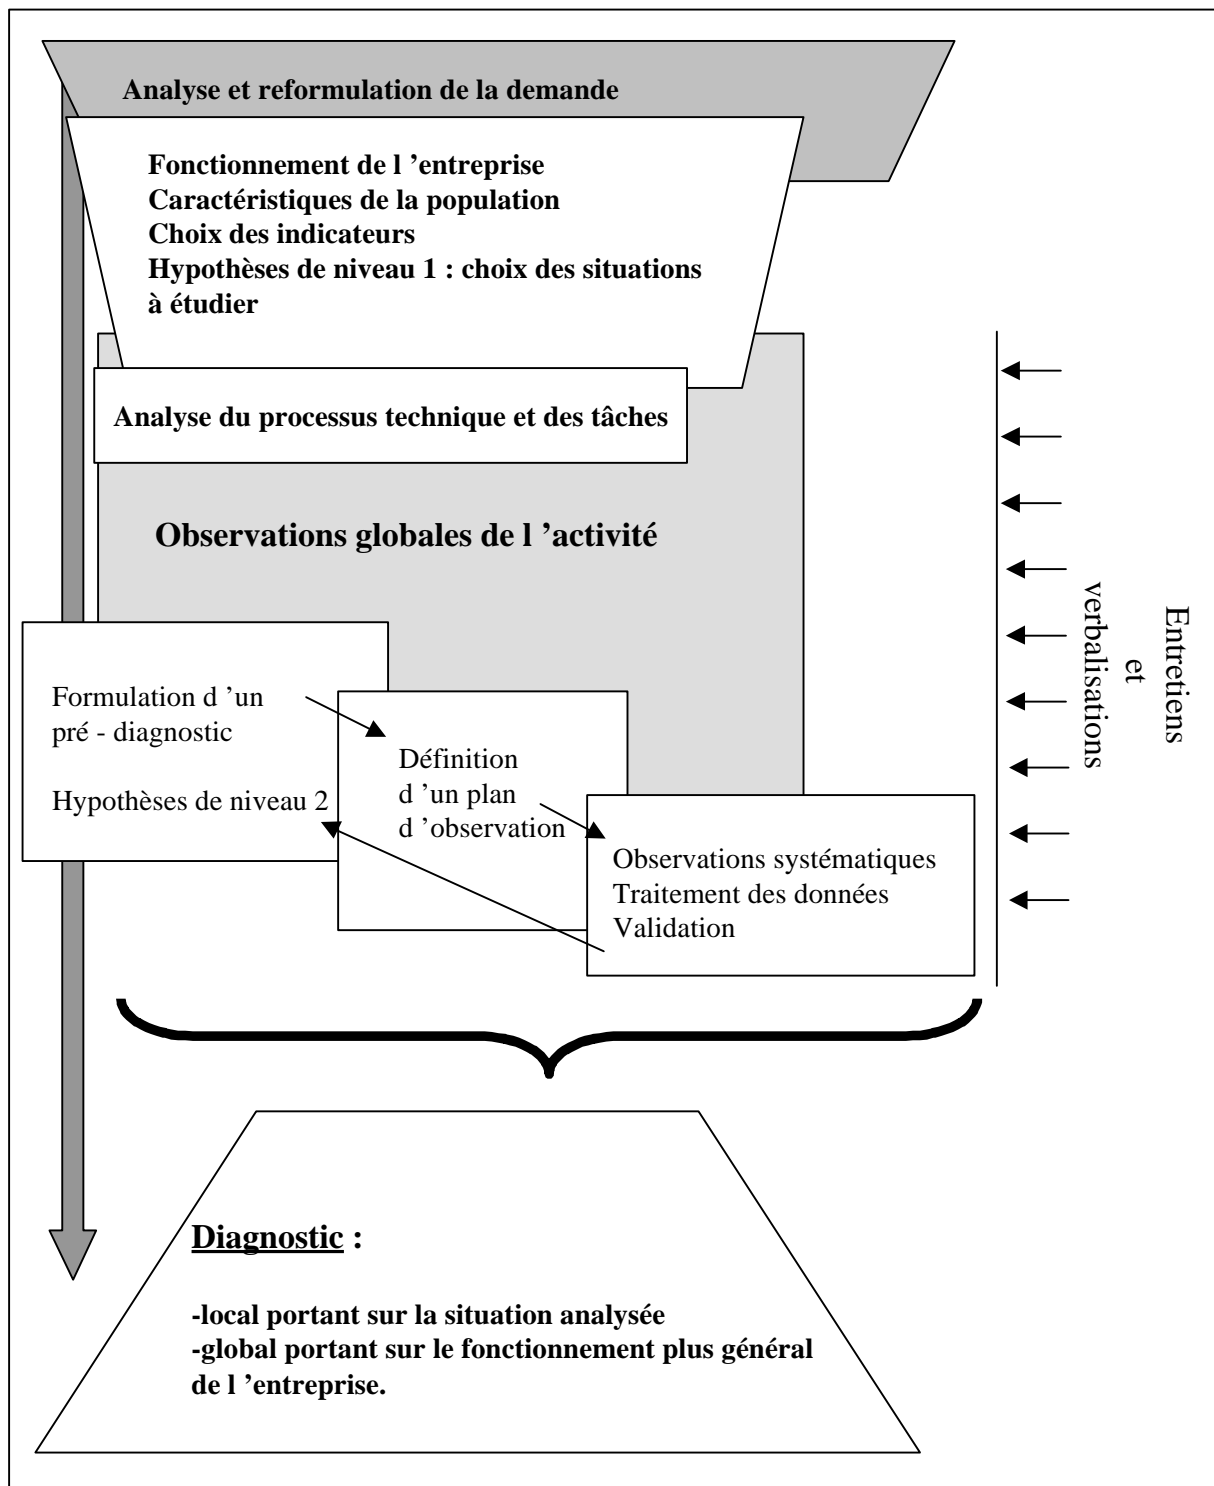 Analyse et reformulation de la demande
Fonctionnement de l ’entreprise
Caractéristiques de la population
Choix des indicateurs
Hypothèses de niveau 1 : choix des situations
à étudier
Analyse du processus technique et des tâches
Observations globales de l ’activité
Formulation d ’un
pré - diagnostic
Hypothèses de niveau 2
Définition
d ’un plan
d ’observation
Observations systématiques
Traitement des données
Validation
Entretiens
et
verbalisations
Diagnostic :
-local portant sur la situation analysée
-global portant sur le fonctionnement plus général
de l ’entreprise.